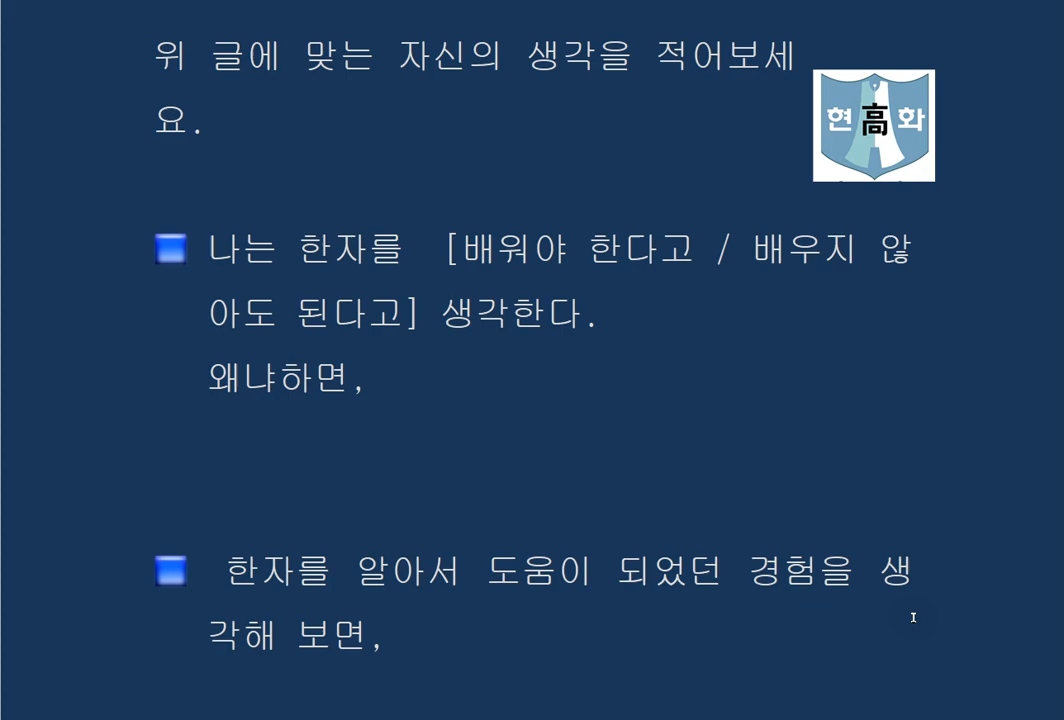 위 글에 맞는 자신의 생각을 적어보세
요.
현高화
나는 한자를 [배워야 한다고 / 배우지 않
아도 된다고] 생각한다.
왜냐하면,
한자를 알아서 도움이 되었던 경험을 생
각해 보면,